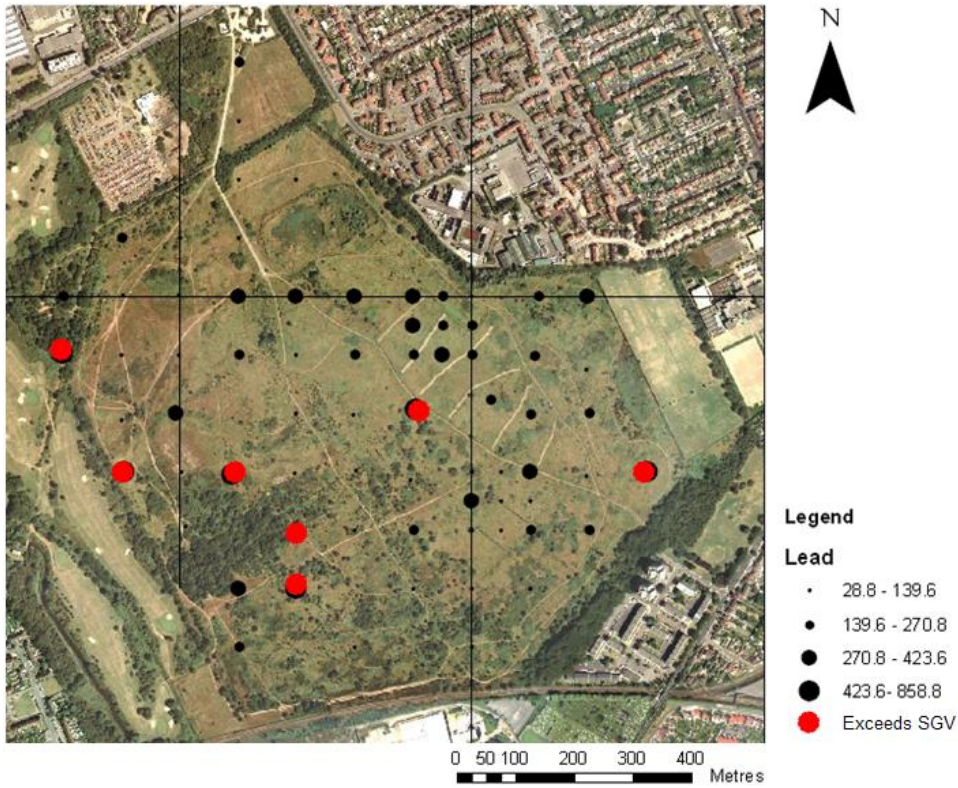 N
Legend
Lead
28.8 - 139.6
139.6 - 270.8
270.8 - 423.6
423.6- 858.8
Exceeds SGV
0 50 100 200 300 400
Metres